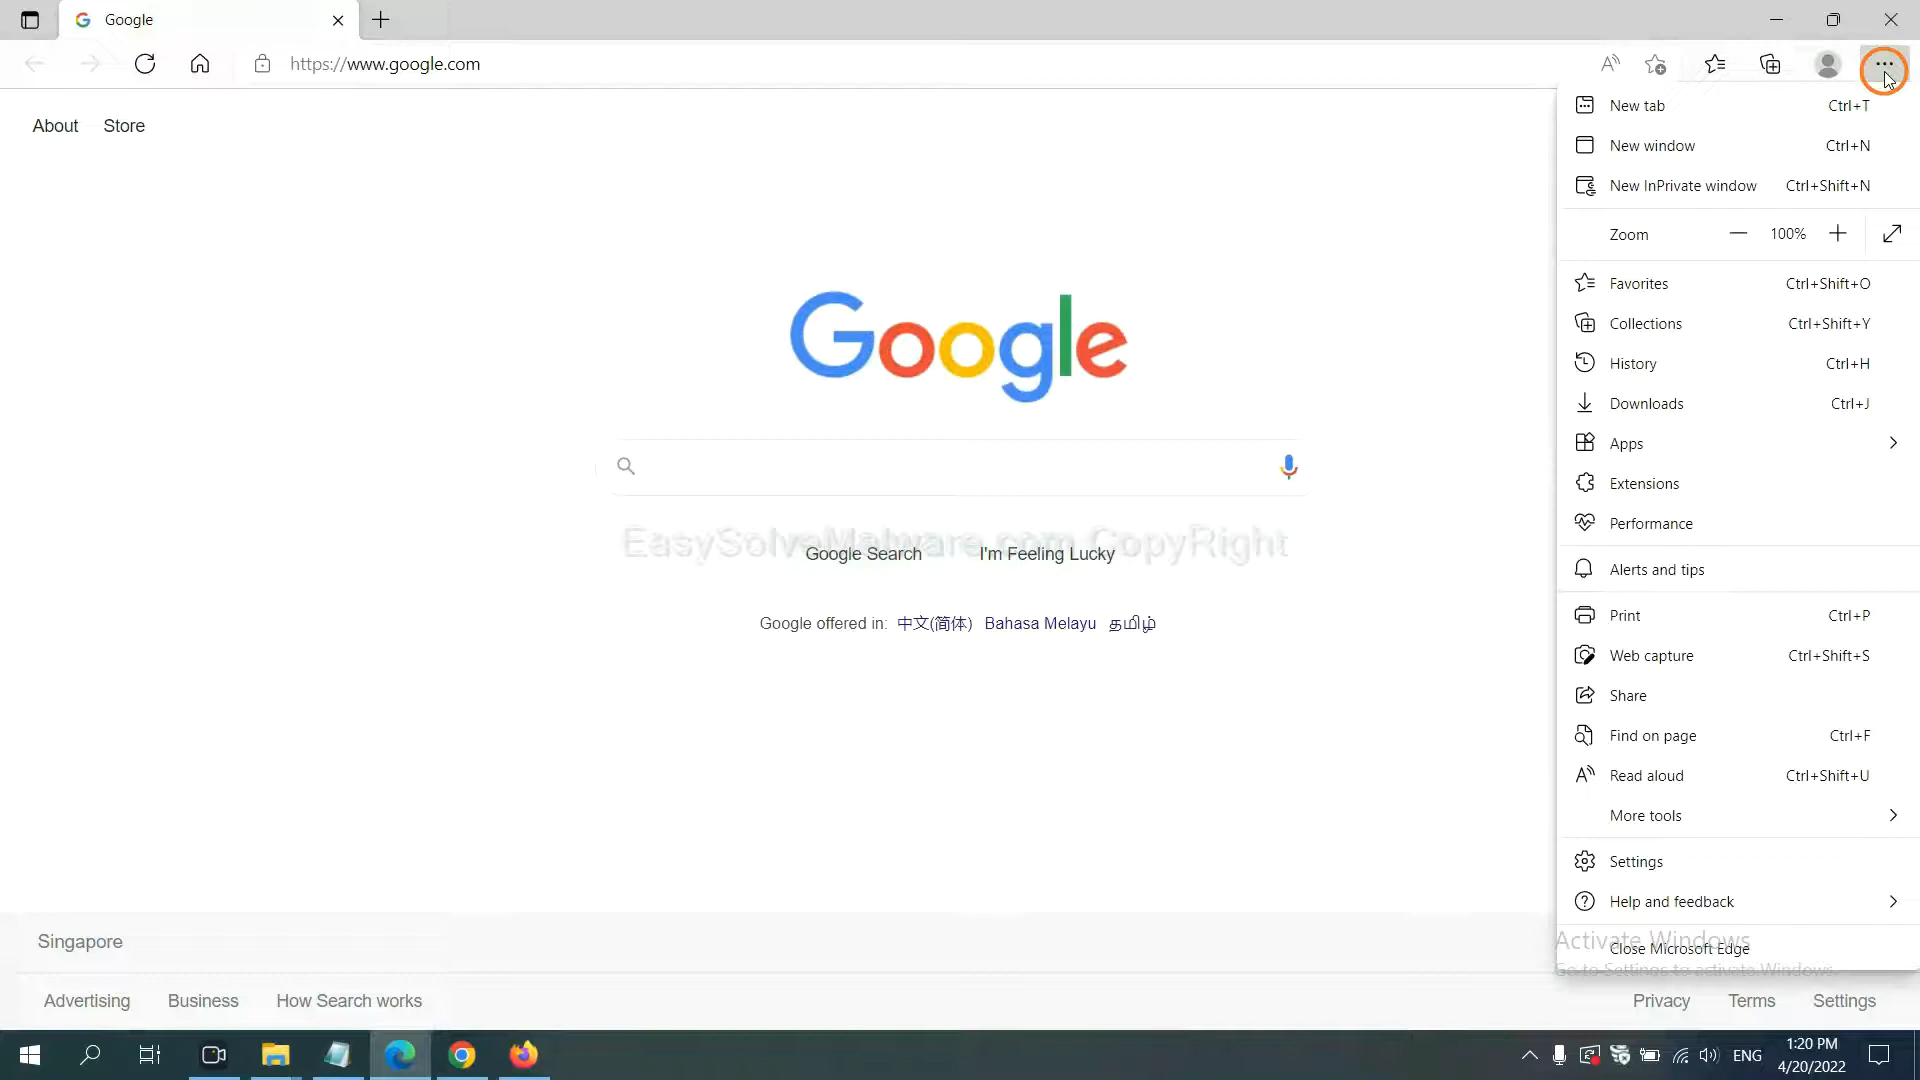 Google
https://www.google.com
About Store
New tab Ctrl+T
New window Ctrl+N
New InPrivate window Ctrl+Shift+N
Zoom 100%
Favorites Ctrl+Shift+O
Collections Ctrl+Shift+Y
History Ctrl+H
Downloads Ctrl+J
Apps
Extensions
Performance
Alerts and tips
Print Ctrl+P
Web capture Ctrl+Shift+S
Share
Find on page Ctrl+F
Read aloud Ctrl+Shift+U
More tools
Settings
Help and feedback
Close Microsoft Edge
Google
EasySolveMalware.com CopyRight
Google Search I'm Feeling Lucky
Google offered in: 中文(简体) Bahasa Melayu தமிழ்
Activate Windows
Go to Settings to activate Windows.
Singapore
Advertising Business How Search works
Privacy Terms Settings
ENG
1:20 PM
4/20/2022